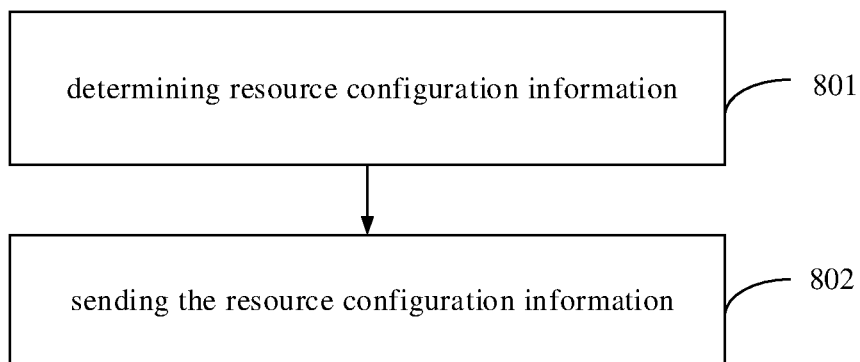 determining resource configuration information
801
sending the resource configuration information
802